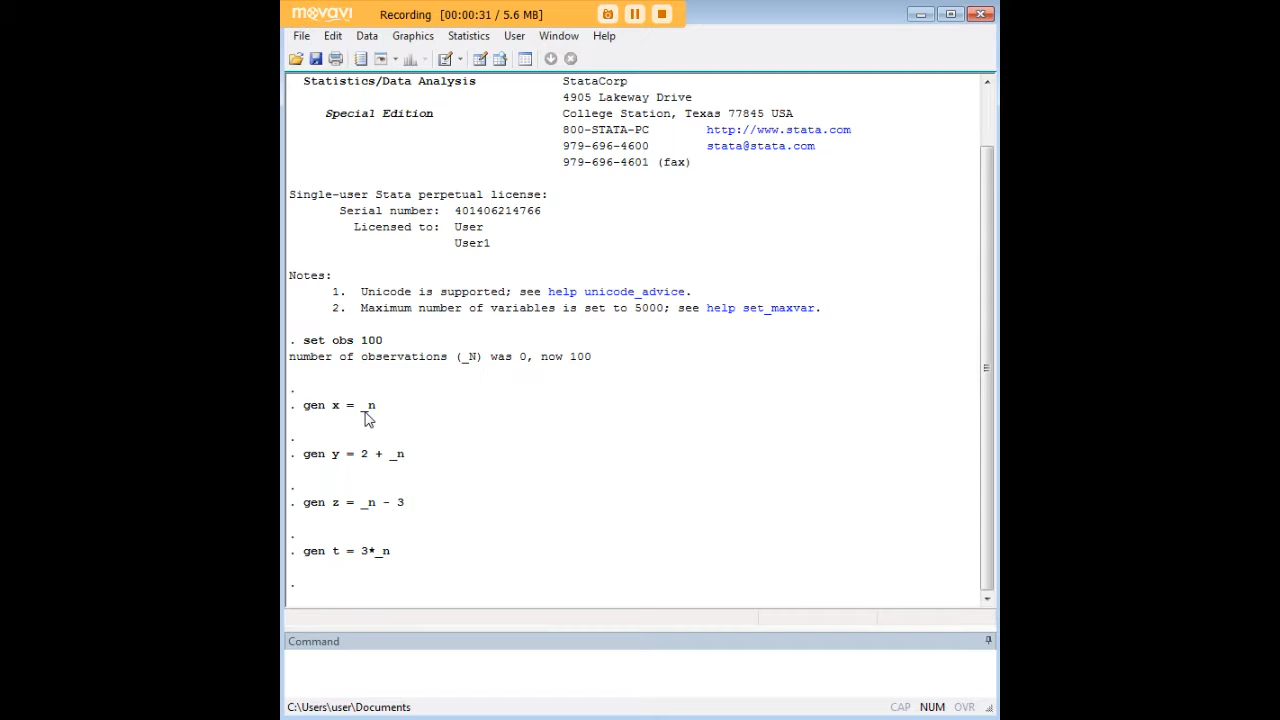 movavi Recording [00:00:31 / 5.6 MB]
File Edit Data Graphics Statistics User Window Help
Statistics/Data Analysis StataCorp
4905 Lakeway Drive
Special Edition College Station, Texas 77845 USA
800-STATA-PC http://www.stata.com
979-696-4600 stata@stata.com
979-696-4601 (fax)
Single-user Stata perpetual license:
Serial number: 401406214766
Licensed to: User
User1
Notes:
1. Unicode is supported; see help unicode_advice.
2. Maximum number of variables is set to 5000; see help set_maxvar.
. set obs 100
number of observations (_N) was 0, now 100
.
. gen x = _n
.
. gen y = 2 + _n
.
. gen z = _n - 3
.
. gen t = 3*_n
.
Command
C:\Users\user\Documents CAP NUM OVR